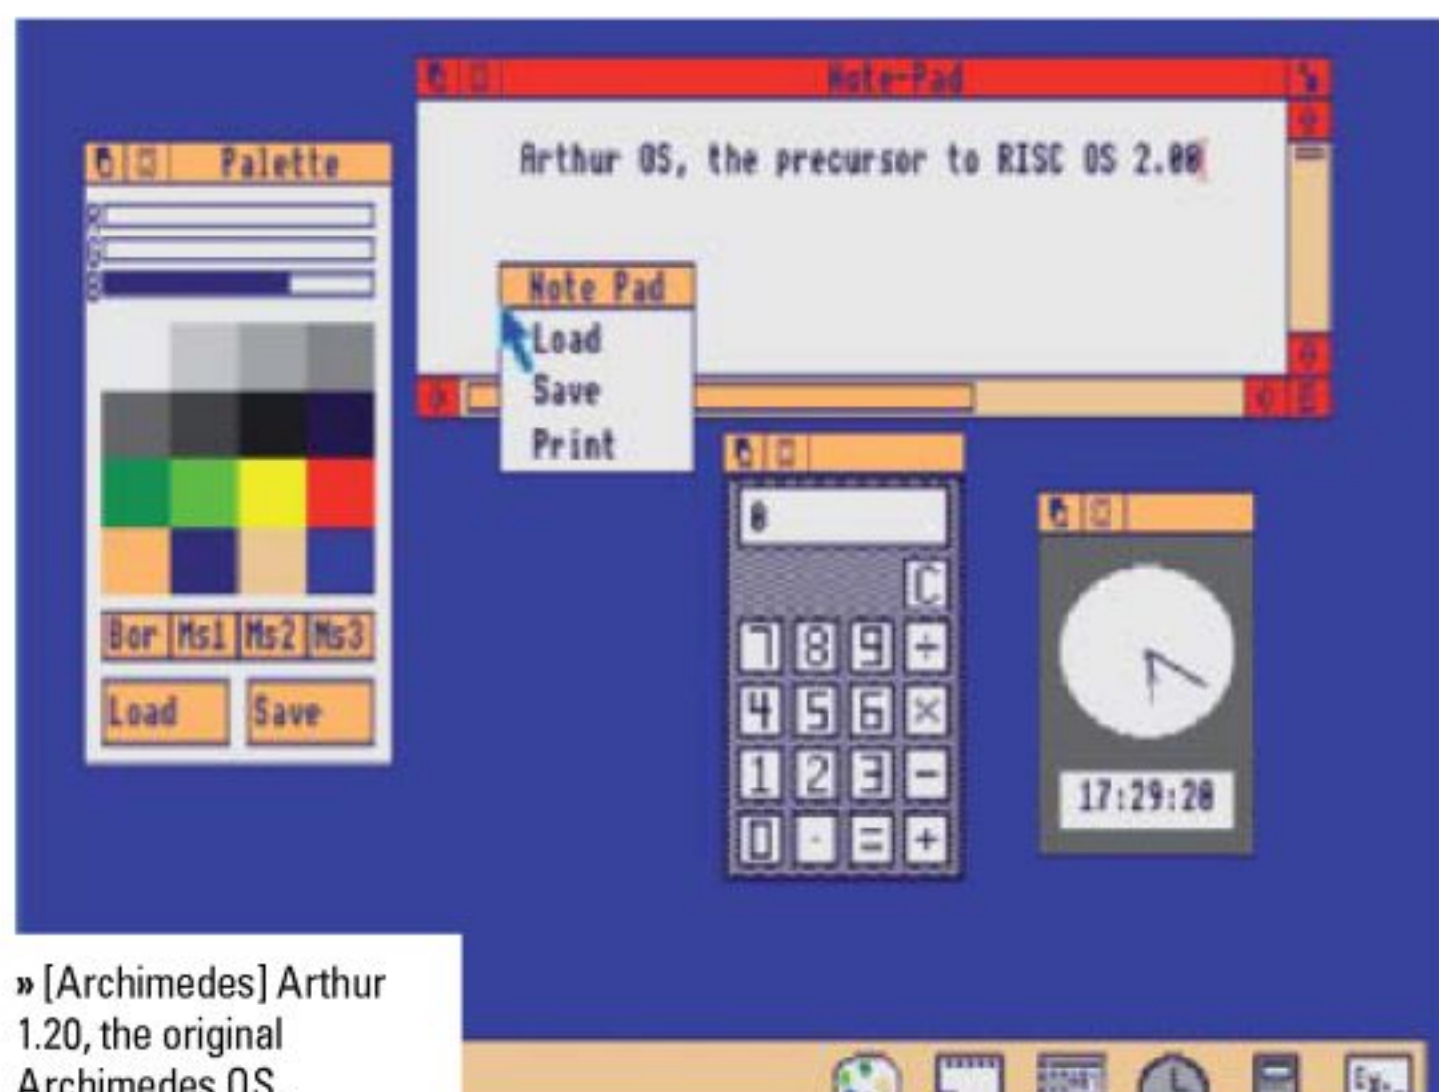 Note-Pad
Arthur OS, the precursor to RISC OS 2.00
Palette
R
G
B
Bor Ms1 Ms2 Ms3
Load Save
Note Pad
Load
Save
Print
0
C
7 8 9 ÷
4 5 6 ×
1 2 3 -
0 . = +
17:29:20
» [Archimedes] Arthur
1.20, the original
Archimedes OS